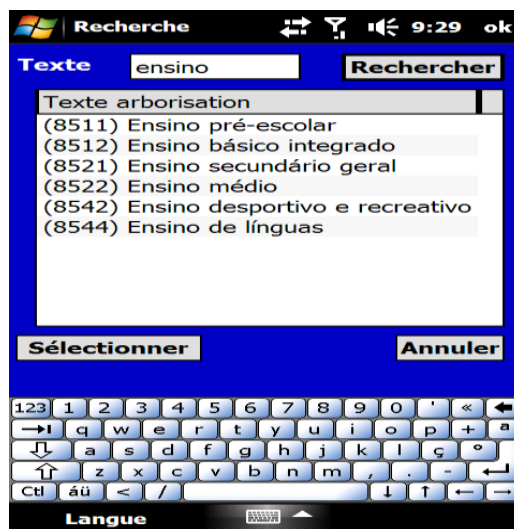 Recherche 9:29 ok
Texte ensino Rechercher
Texte arborisation
(8511) Ensino pré-escolar
(8512) Ensino básico integrado
(8521) Ensino secundário geral
(8522) Ensino médio
(8542) Ensino desportivo e recreativo
(8544) Ensino de línguas
Sélectionner Annuler
123 1 2 3 4 5 6 7 8 9 0 ' «
q w e r t y u i o p + ª
a s d f g h j k l ç º
z x c v b n m , . -
Ctl áü < /
Langue